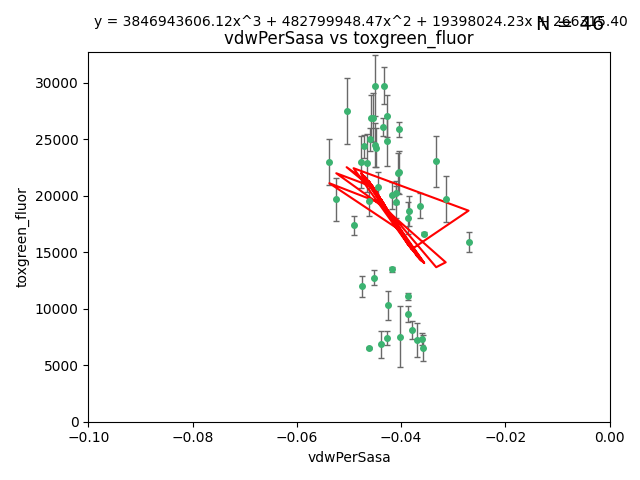 y = 3846943606.12x^3 + 482799948.47x^2 + 19398024.23x + 266315.40
N = 46
vdwPerSasa vs toxgreen_fluor
toxgreen_fluor
30000
25000
20000
15000
10000
5000
0
−0.10
−0.08
−0.06
−0.04
−0.02
0.00
vdwPerSasa